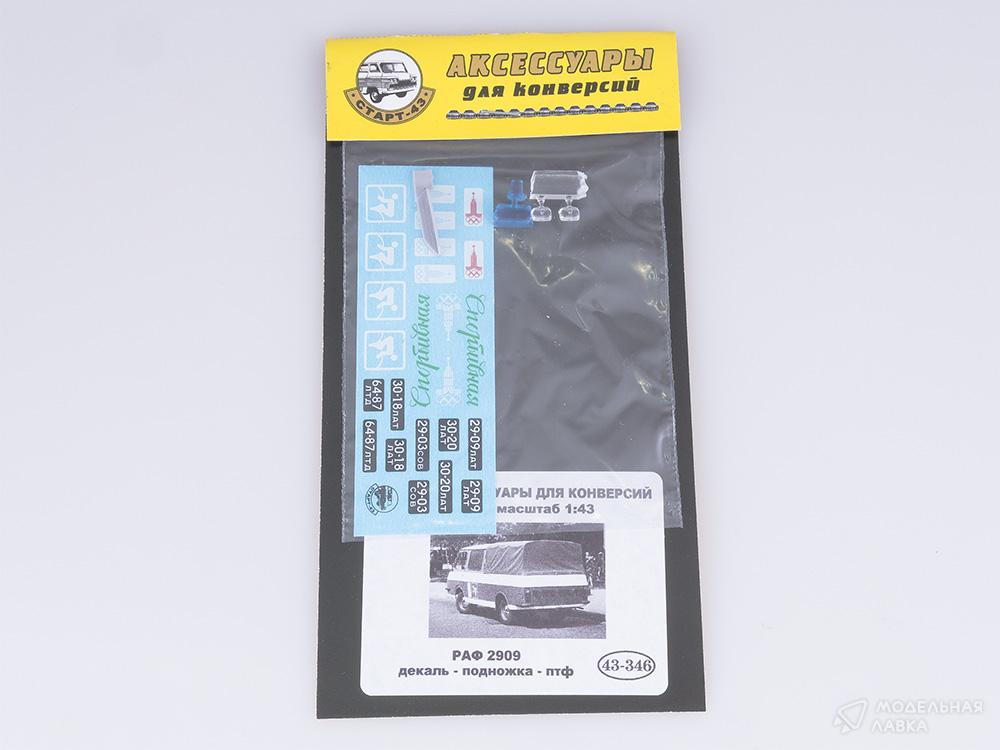 АКСЕССУАРЫ
для конверсий
СТАРТ-43
Спортивная
Спортивная
64-87
ЛТД
30-18ЛАТ
64-87ЛТД
30-18
ЛАТ
29-03СОВ
30-20
ЛАТ
29-09ЛАТ
29-03
СОВ
30-20ЛАТ
29-09
ЛАТ
УАРЫ ДЛЯ КОНВЕРСИЙ
масштаб 1:43
РАФ 2909
декаль - подножка - птф
43-346
МОДЕЛЬНАЯ
ЛАВКА